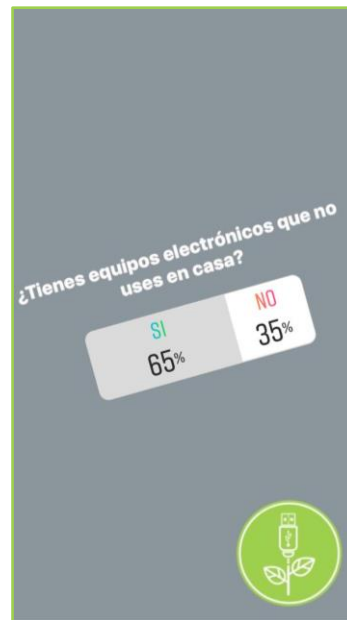 ¿Tienes equipos electrónicos que no
uses en casa?
SI
NO
65%
35%